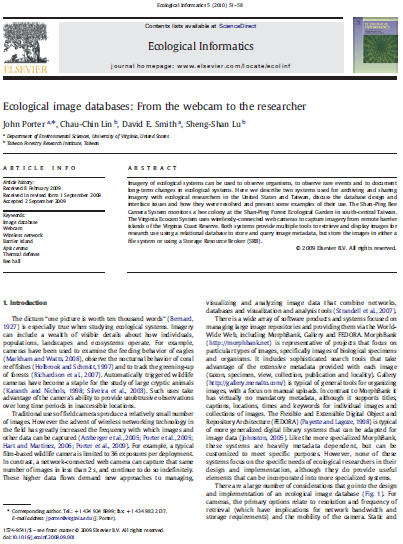 Ecological Informatics 5 (2010) 51–58
Contents lists available at ScienceDirect
Ecological Informatics
journal homepage: www.elsevier.com/locate/ecolinf
ELSEVIER
Ecological image databases: From the webcam to the researcher
John Porter a,*, Chau-Chin Lin b, David E. Smith a, Sheng-Shan Lu b
a Department of Environmental Sciences, University of Virginia, United States
b Taiwan Forestry Research Institute, Taiwan
ARTICLE INFO
Article history:
Received 8 February 2009
Received in revised form 1 September 2009
Accepted 2 September 2009
Keywords:
Image database
Webcam
Wireless network
Barrier island
Apis cerana
Thermal defense
Bee ball
ABSTRACT
Imagery of ecological systems can be used to observe organisms, to observe rare events and to document
long-term changes in ecological systems. Here we describe two systems used for archiving and sharing
imagery with ecological researchers in the United States and Taiwan, discuss the database design and
interface issues and how they were resolved and present some examples of their use. The Shan-Ping Bee
Camera System monitors a bee colony at the Shan-Ping Forest Ecological Garden in south-central Taiwan.
The Virginia Ecosystem uses wirelessly-connected web cameras to capture imagery from remote barrier
islands of the Virginia Coast Reserve. Both systems provide multiple tools to retrieve and display images for
research use using a relational database to store and query image metadata, but store the images in either a
file system or using a Storage Resource Broker (SRB).
© 2009 Elsevier B.V. All rights reserved.
1. Introduction
The dictum "one picture is worth ten thousand words" (Bernard,
1927) is especially true when studying ecological systems. Imagery
can include a wealth of visible details about how individuals,
populations, landscapes and ecosystems operate. For example,
cameras have been used to examine the feeding behavior of eagles
(Markham and Watts, 2008), observe the nocturnal behavior of coral
reef fishes (Holbrook and Schmitt, 1997) and to track the greening-up
of forests (Richardson et al., 2007). Automatically triggered wildlife
cameras have become a staple for the study of large cryptic animals
(Karanth and Nichols, 1998; Silveira et al., 2003). Such uses take
advantage of the camera's ability to provide unobtrusive observations
over long time periods in inaccessible locations.
Traditional uses of field cameras produce a relatively small number of
images. However the advent of wireless networking technology in
the field has greatly increased the frequency with which images and
other data can be captured (Arzberger et al., 2005; Porter et al., 2005;
Hart and Martinez, 2006; Porter et al., 2009). For example, a typical
film-based wildlife camera is limited to 36 exposures per deployment.
In contrast, a network-connected web camera can capture that same
number of images in less than 2 s, and continue to do so indefinitely.
These higher data flows demand new approaches to managing,
visualizing and analyzing image data that combine networks,
databases and visualization and analysis tools (Strandell et al., 2007).
There is a wide array of software products and systems focused on
managing large image repositories and providing them via the World-
Wide Web, including MorphBank, Gallery and FEDORA. MorphBank
(http://morphbank.net) is representative of projects that focus on
particular types of images, specifically images of biological specimens
and organisms. It includes sophisticated search tools that take
advantage of the extensive metadata provided with each image
(taxon, specimen, view, collection, publication and locality). Gallery
(http://gallery.menalto.com/) is typical of general tools for organizing
images, with a focus on manual uploads. In contrast to MorphBank it
has virtually no mandatory metadata, although it supports titles,
captions, locations, times and keywords for individual images and
collections of images. The Flexible and Extensible Digital Object and
Repository Architecture (FEDORA) (Payette and Lagoze, 1998) is typical
of more generalized digital library systems that can be adapted for
image data (Johnston, 2005). Like the more specialized MorphBank,
these systems are heavily metadata dependent, but can be
customized to meet specific purposes. However, none of these
systems focus on the specific needs of ecological researchers in their
design and implementation, although they do provide useful
elements that can be incorporated into more specialized systems.
There are a large number of considerations that go into the design
and implementation of an ecological image database (Fig. 1). For
cameras, the primary options relate to resolution and frequency of
retrieval (which have implications for network bandwidth and
storage requirements) and the mobility of the camera. Static and
* Corresponding author. Tel.: +1 434 924 8999; fax: +1 434 982 2137.
E-mail address: jporter@virginia.edu (J. Porter).
1574-9541/$ – see front matter © 2009 Elsevier B.V. All rights reserved.
doi:10.1016/j.ecoinf.2009.09.001